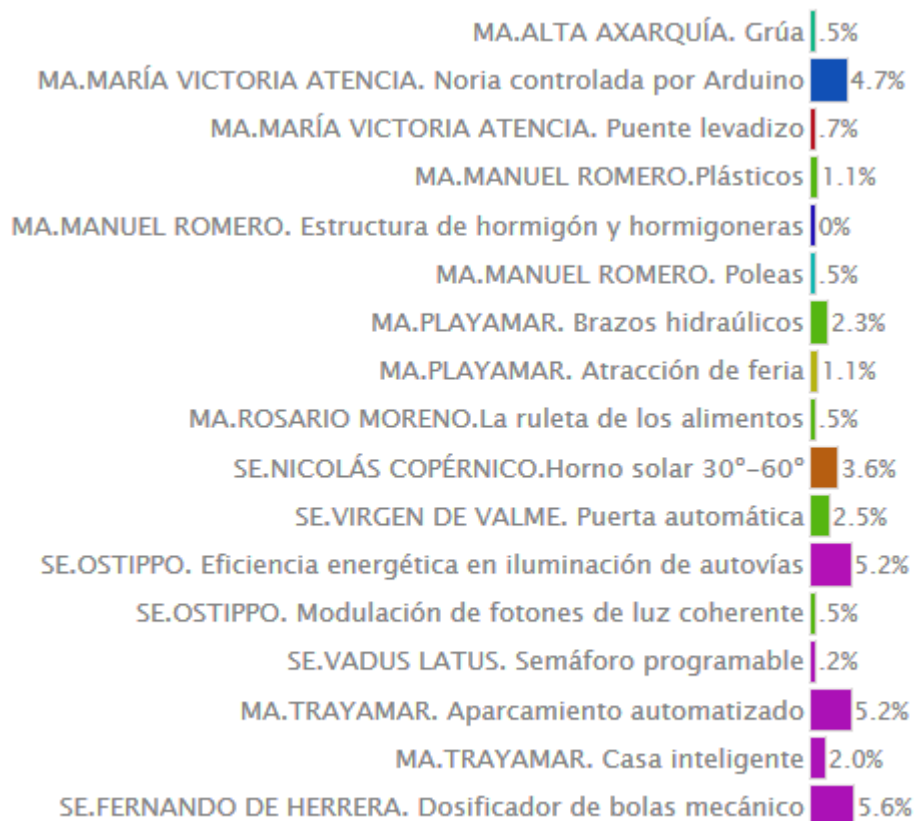 MA.ALTA AXARQUÍA. Grúa .5%
MA.MARÍA VICTORIA ATENCIA. Noria controlada por Arduino 4.7%
MA.MARÍA VICTORIA ATENCIA. Puente levadizo .7%
MA.MANUEL ROMERO.Plásticos 1.1%
MA.MANUEL ROMERO. Estructura de hormigón y hormigoneras 0%
MA.MANUEL ROMERO. Poleas .5%
MA.PLAYAMAR. Brazos hidraúlicos 2.3%
MA.PLAYAMAR. Atracción de feria 1.1%
MA.ROSARIO MORENO.La ruleta de los alimentos .5%
SE.NICOLÁS COPÉRNICO.Horno solar 30º-60º 3.6%
SE.VIRGEN DE VALME. Puerta automática 2.5%
SE.OSTIPPO. Eficiencia energética en iluminación de autovías 5.2%
SE.OSTIPPO. Modulación de fotones de luz coherente .5%
SE.VADUS LATUS. Semáforo programable .2%
MA.TRAYAMAR. Aparcamiento automatizado 5.2%
MA.TRAYAMAR. Casa inteligente 2.0%
SE.FERNANDO DE HERRERA. Dosificador de bolas mecánico 5.6%